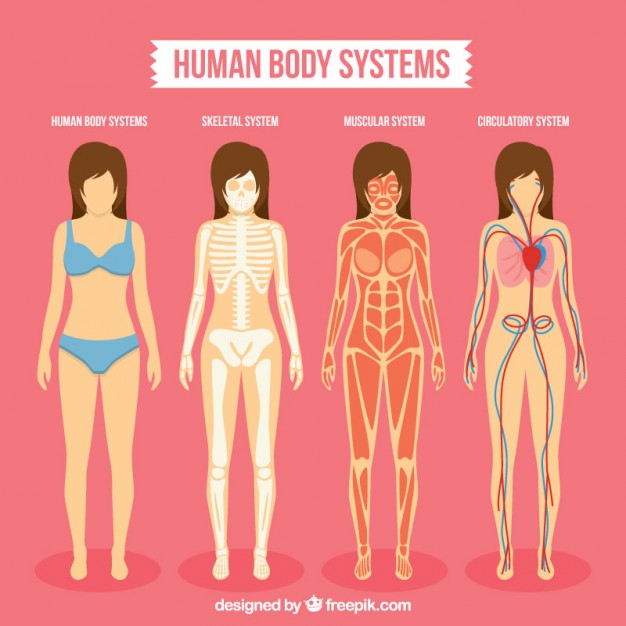 HUMAN BODY SYSTEMS
HUMAN BODY SYSTEMS
SKELETAL SYSTEM
MUSCULAR SYSTEM
CIRCULATORY SYSTEM
designed by freepik.com